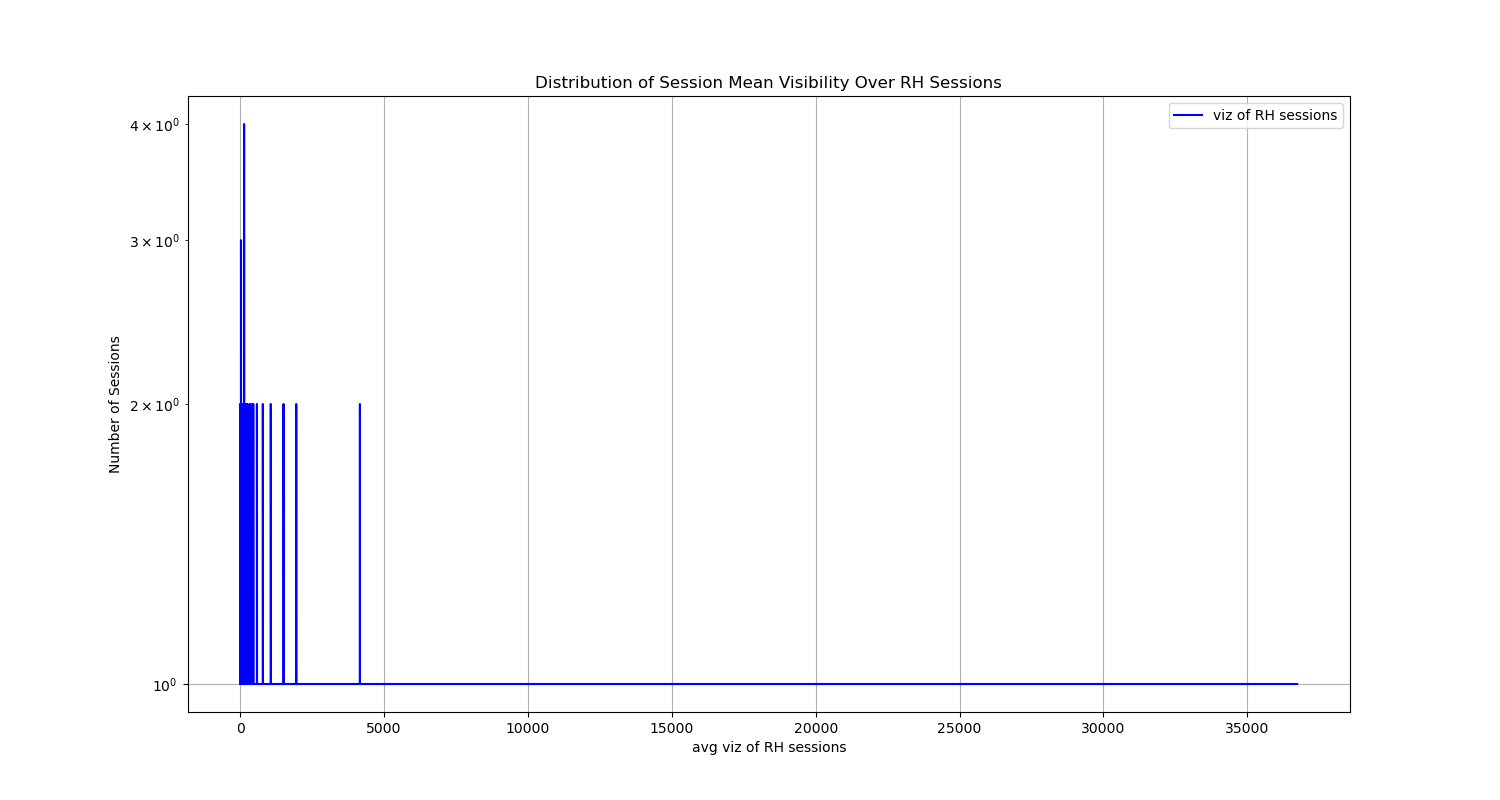 Distribution of Session Mean Visibility Over RH Sessions
viz of RH sessions
4 × 10⁰
3 × 10⁰
2 × 10⁰
10⁰
Number of Sessions
0 5000 10000 15000 20000 25000 30000 35000
avg viz of RH sessions